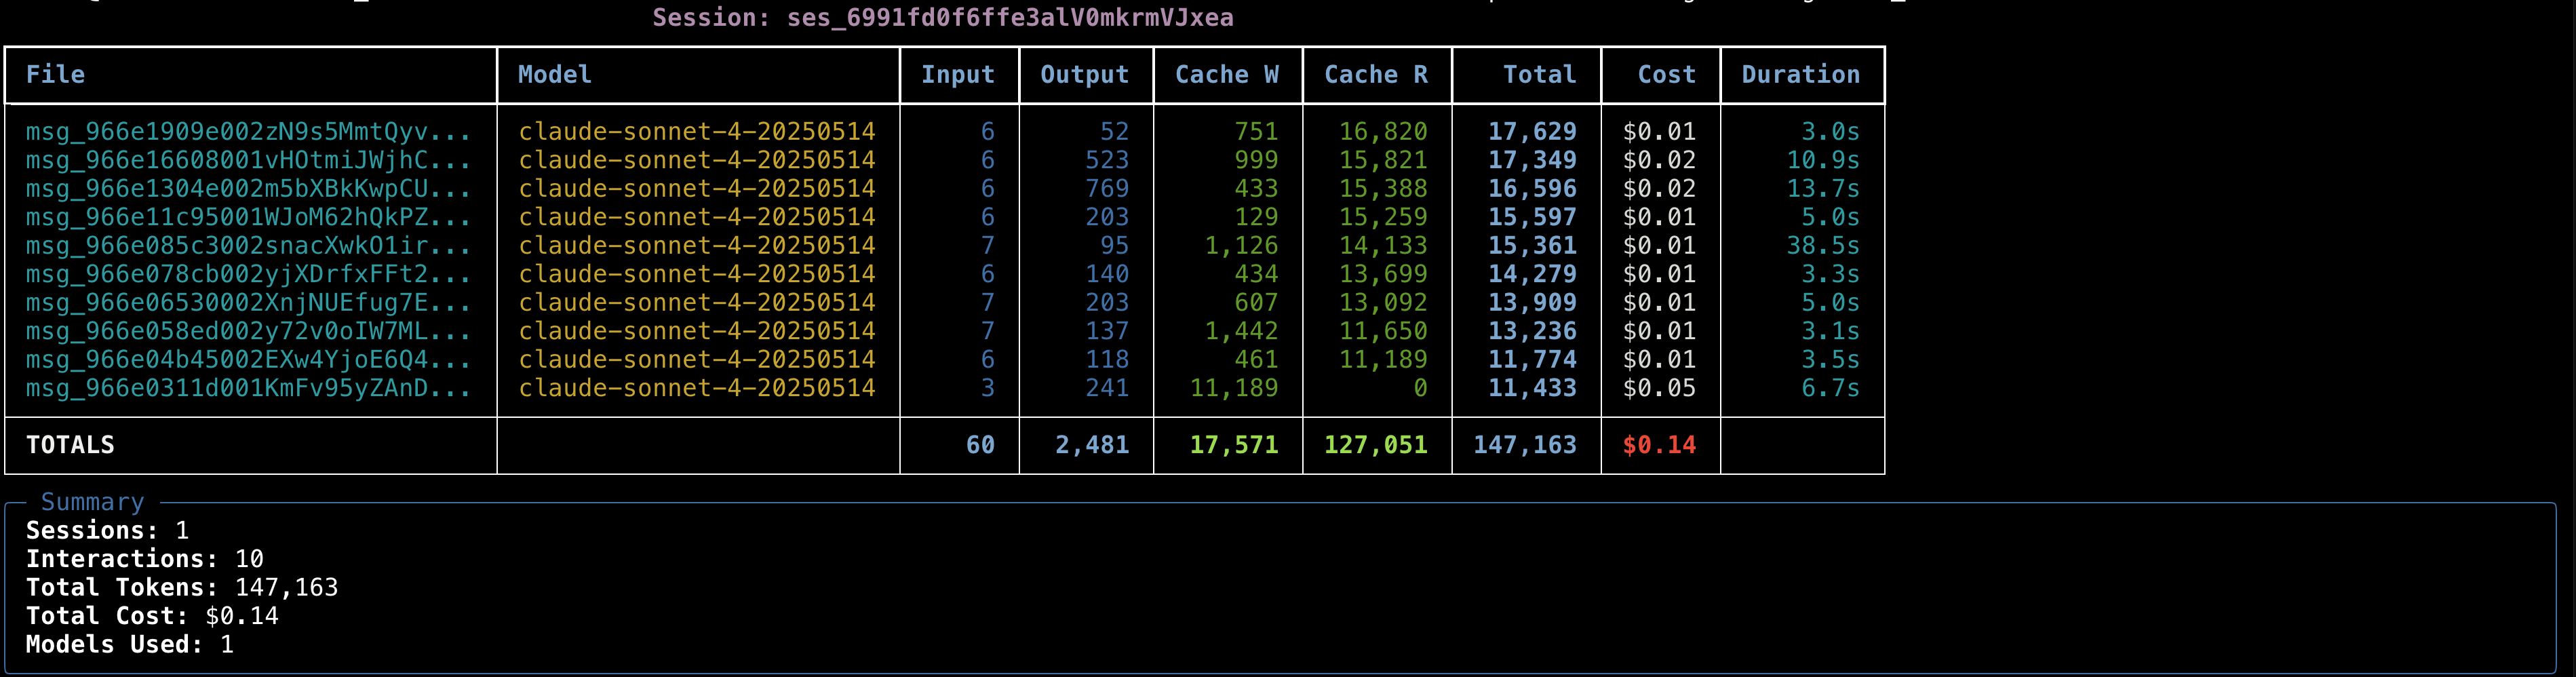 Session: ses_6991fd0f6ffe3alV0mkrmVJxea
File Model Input Output Cache W Cache R Total Cost Duration
msg_966e1909e002zN9s5MmtQyv... claude-sonnet-4-20250514 6 52 751 16,820 17,629 $0.01 3.0s
msg_966e16608001vHOtmiJWjhC... claude-sonnet-4-20250514 6 523 999 15,821 17,349 $0.02 10.9s
msg_966e1304e002m5bXBkKwpCU... claude-sonnet-4-20250514 6 769 433 15,388 16,596 $0.02 13.7s
msg_966e11c95001WJoM62hQkPZ... claude-sonnet-4-20250514 6 203 129 15,259 15,597 $0.01 5.0s
msg_966e085c3002snacXwkO1ir... claude-sonnet-4-20250514 7 95 1,126 14,133 15,361 $0.01 38.5s
msg_966e078cb002yjXDrfxFFt2... claude-sonnet-4-20250514 6 140 434 13,699 14,279 $0.01 3.3s
msg_966e06530002XnjNUEfug7E... claude-sonnet-4-20250514 7 203 607 13,092 13,909 $0.01 5.0s
msg_966e058ed002y72v0oIW7ML... claude-sonnet-4-20250514 7 137 1,442 11,650 13,236 $0.01 3.1s
msg_966e04b45002EXw4YjoE6Q4... claude-sonnet-4-20250514 6 118 461 11,189 11,774 $0.01 3.5s
msg_966e0311d001KmFv95yZAnD... claude-sonnet-4-20250514 3 241 11,189 0 11,433 $0.05 6.7s
TOTALS 60 2,481 17,571 127,051 147,163 $0.14
Summary
Sessions: 1
Interactions: 10
Total Tokens: 147,163
Total Cost: $0.14
Models Used: 1